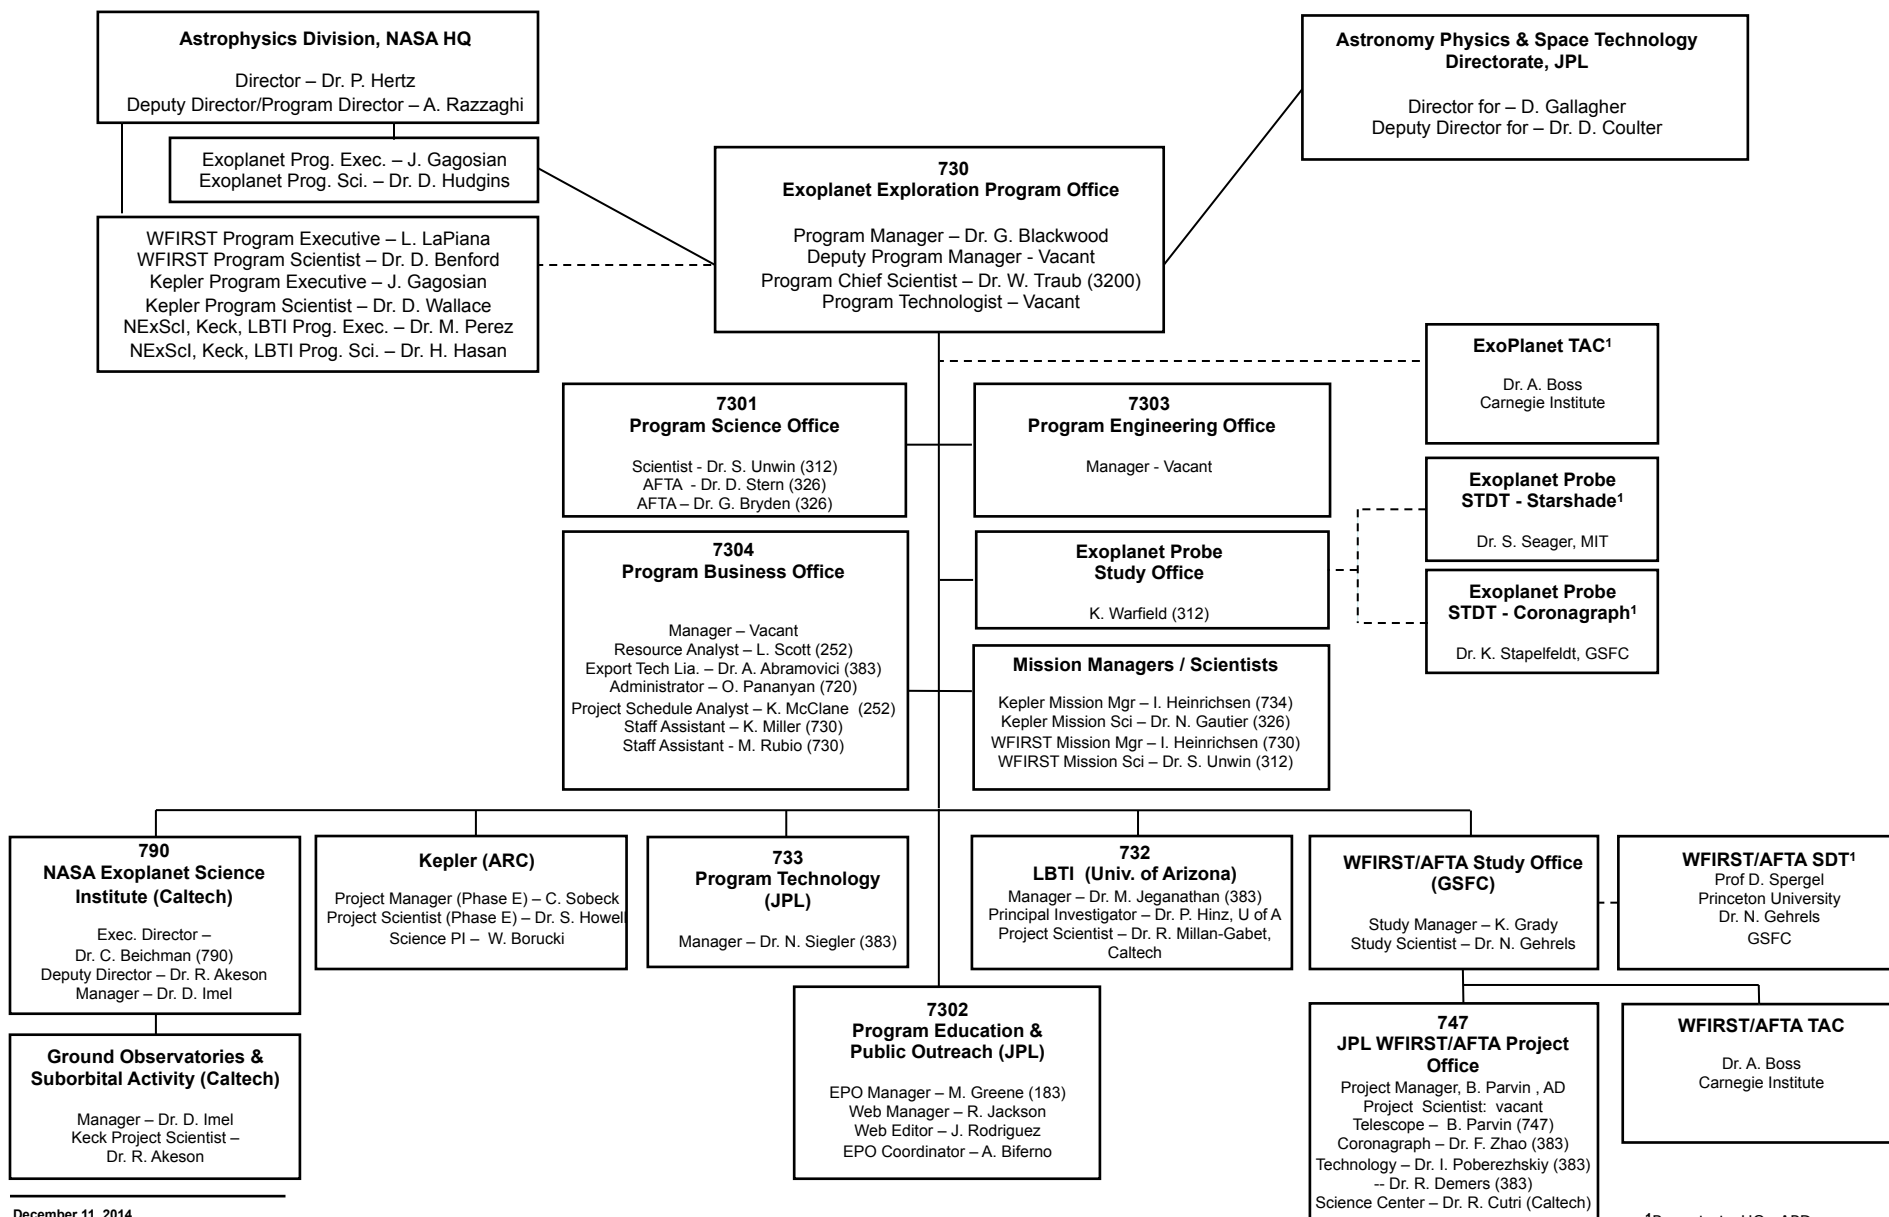 Astrophysics Division, NASA HQ
Director – Dr. P. Hertz
Deputy Director/Program Director – A. Razzaghi
Astronomy Physics & Space Technology
Directorate, JPL
Director for – D. Gallagher
Deputy Director for – Dr. D. Coulter
Exoplanet Prog. Exec. – J. Gagosian
Exoplanet Prog. Sci. – Dr. D. Hudgins
730
Exoplanet Exploration Program Office
Program Manager – Dr. G. Blackwood
Deputy Program Manager - Vacant
Program Chief Scientist – Dr. W. Traub (3200)
Program Technologist – Vacant
WFIRST Program Executive – L. LaPiana
WFIRST Program Scientist – Dr. D. Benford
Kepler Program Executive – J. Gagosian
Kepler Program Scientist – Dr. D. Wallace
NExScI, Keck, LBTI Prog. Exec. – Dr. M. Perez
NExScI, Keck, LBTI Prog. Sci. – Dr. H. Hasan
ExoPlanet TAC¹
Dr. A. Boss
Carnegie Institute
7301
Program Science Office
Scientist - Dr. S. Unwin (312)
AFTA - Dr. D. Stern (326)
AFTA – Dr. G. Bryden (326)
7303
Program Engineering Office
Manager - Vacant
Exoplanet Probe
STDT - Starshade¹
Dr. S. Seager, MIT
7304
Program Business Office
Manager – Vacant
Resource Analyst – L. Scott (252)
Export Tech Lia. – Dr. A. Abramovici (383)
Administrator – O. Pananyan (720)
Project Schedule Analyst – K. McClane (252)
Staff Assistant – K. Miller (730)
Staff Assistant - M. Rubio (730)
Exoplanet Probe
Study Office
K. Warfield (312)
Exoplanet Probe
STDT - Coronagraph¹
Dr. K. Stapelfeldt, GSFC
Mission Managers / Scientists
Kepler Mission Mgr – I. Heinrichsen (734)
Kepler Mission Sci – Dr. N. Gautier (326)
WFIRST Mission Mgr – I. Heinrichsen (730)
WFIRST Mission Sci – Dr. S. Unwin (312)
790
NASA Exoplanet Science
Institute (Caltech)
Exec. Director –
Dr. C. Beichman (790)
Deputy Director – Dr. R. Akeson
Manager – Dr. D. Imel
Kepler (ARC)
Project Manager (Phase E) – C. Sobeck
Project Scientist (Phase E) – Dr. S. Howell
Science PI – W. Borucki
733
Program Technology
(JPL)
Manager – Dr. N. Siegler (383)
732
LBTI (Univ. of Arizona)
Manager – Dr. M. Jeganathan (383)
Principal Investigator – Dr. P. Hinz, U of A
Project Scientist – Dr. R. Millan-Gabet,
Caltech
WFIRST/AFTA Study Office
(GSFC)
Study Manager – K. Grady
Study Scientist – Dr. N. Gehrels
WFIRST/AFTA SDT¹
Prof D. Spergel
Princeton University
Dr. N. Gehrels
GSFC
Ground Observatories &
Suborbital Activity (Caltech)
Manager – Dr. D. Imel
Keck Project Scientist –
Dr. R. Akeson
7302
Program Education &
Public Outreach (JPL)
EPO Manager – M. Greene (183)
Web Manager – R. Jackson
Web Editor – J. Rodriguez
EPO Coordinator – A. Biferno
747
JPL WFIRST/AFTA Project
Office
Project Manager, B. Parvin , AD
Project Scientist: vacant
Telescope – B. Parvin (747)
Coronagraph – Dr. F. Zhao (383)
Technology – Dr. I. Poberezhskiy (383)
-- Dr. R. Demers (383)
Science Center – Dr. R. Cutri (Caltech)
WFIRST/AFTA TAC
Dr. A. Boss
Carnegie Institute
December 11, 2014